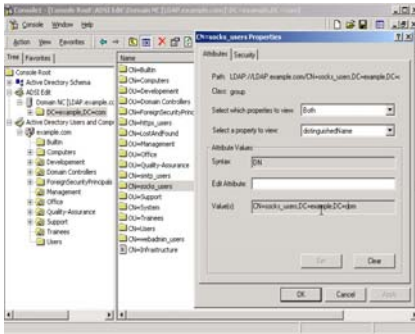 Console1 - [Console Root\ADSI Edit\Domain NC [LDAP.example.com
Console Window Help
Action View Favorites
Tree Favorites
Console Root
Active Directory Schema
ADSI Edit
Domain NC [LDAP.example.co
DC=example,DC=com
Active Directory Users and Compu
example.com
Builtin
Computers
Developement
Domain Controllers
ForeignSecurityPrincipals
Management
Office
Quality-Assurance
Support
Trainees
Users
Name
CN=Builtin
CN=Computers
OU=Developement
OU=Domain Controllers
CN=ForeignSecurityPrinc
CN=https_users
CN=LostAndFound
OU=Management
OU=Office
OU=Quality-Assurance
CN=smtp_users
CN=socks_users
OU=Support
CN=System
OU=Trainees
CN=Users
CN=webadmin_users
CN=Infrastructure
CN=socks_users Properties
Attributes Security
Path: LDAP://LDAP.example.com/CN=socks_users,DC=example,DC=c
Class: group
Select which properties to view: Both
Select a property to view: distinguishedName
Attribute Values
Syntax: DN
Edit Attribute:
Value(s): CN=socks_users,DC=example,DC=dom
Set Clear
OK Cancel Apply